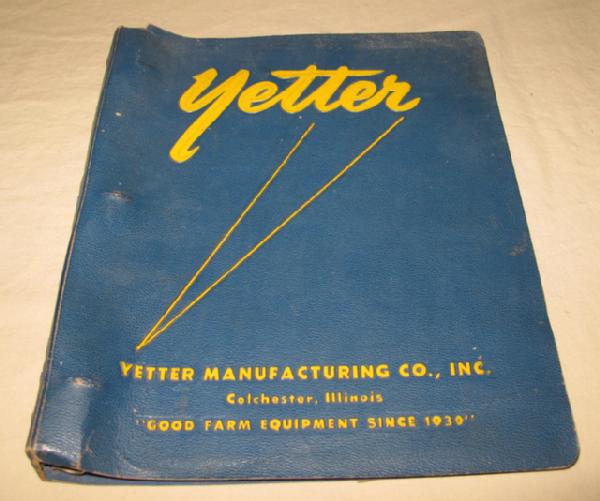 Yetter
YETTER MANUFACTURING CO., INC.
Colchester, Illinois
"GOOD FARM EQUIPMENT SINCE 1930"